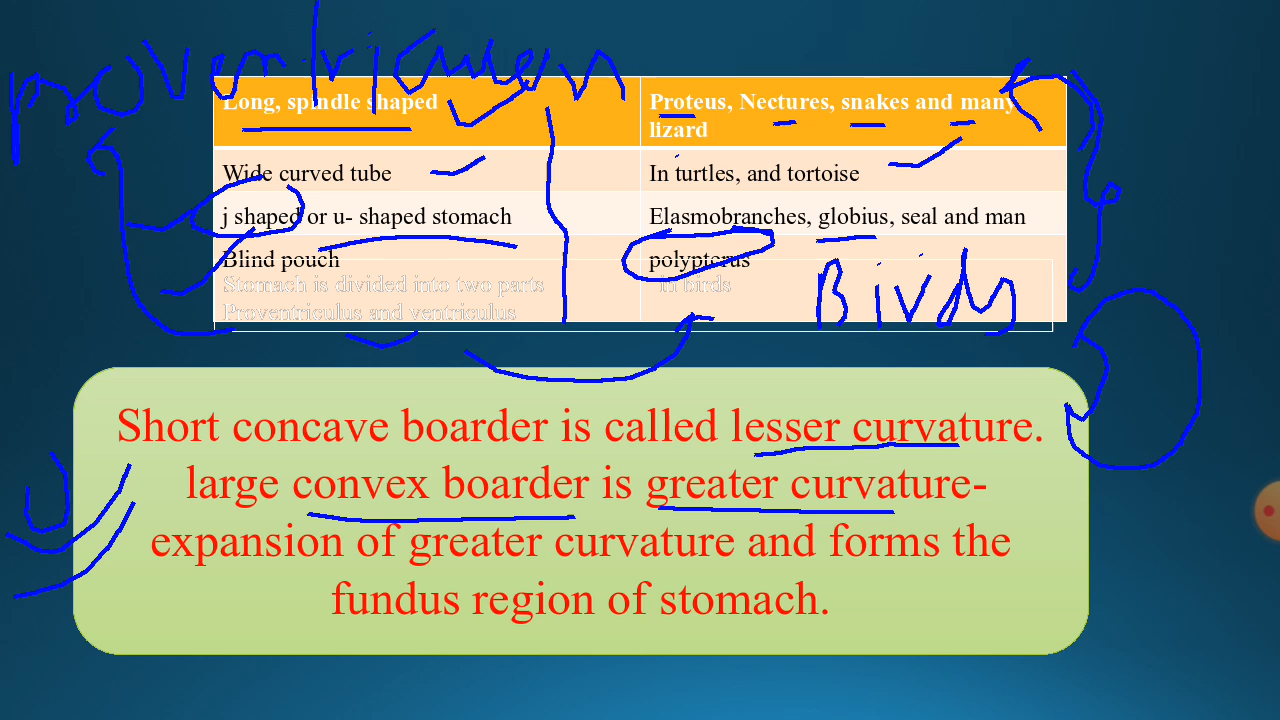 proventriculus
Long, spindle shaped
Proteus, Nectures, snakes and many lizard
Wide curved tube
In turtles, and tortoise
j shaped or u- shaped stomach
Elasmobranches, globius, seal and man
Blind pouch
polypterus
Stomach is divided into two parts
in birds
Proventriculus and ventriculus
Birds
Short concave boarder is called lesser curvature.
large convex boarder is greater curvature-
expansion of greater curvature and forms the
fundus region of stomach.